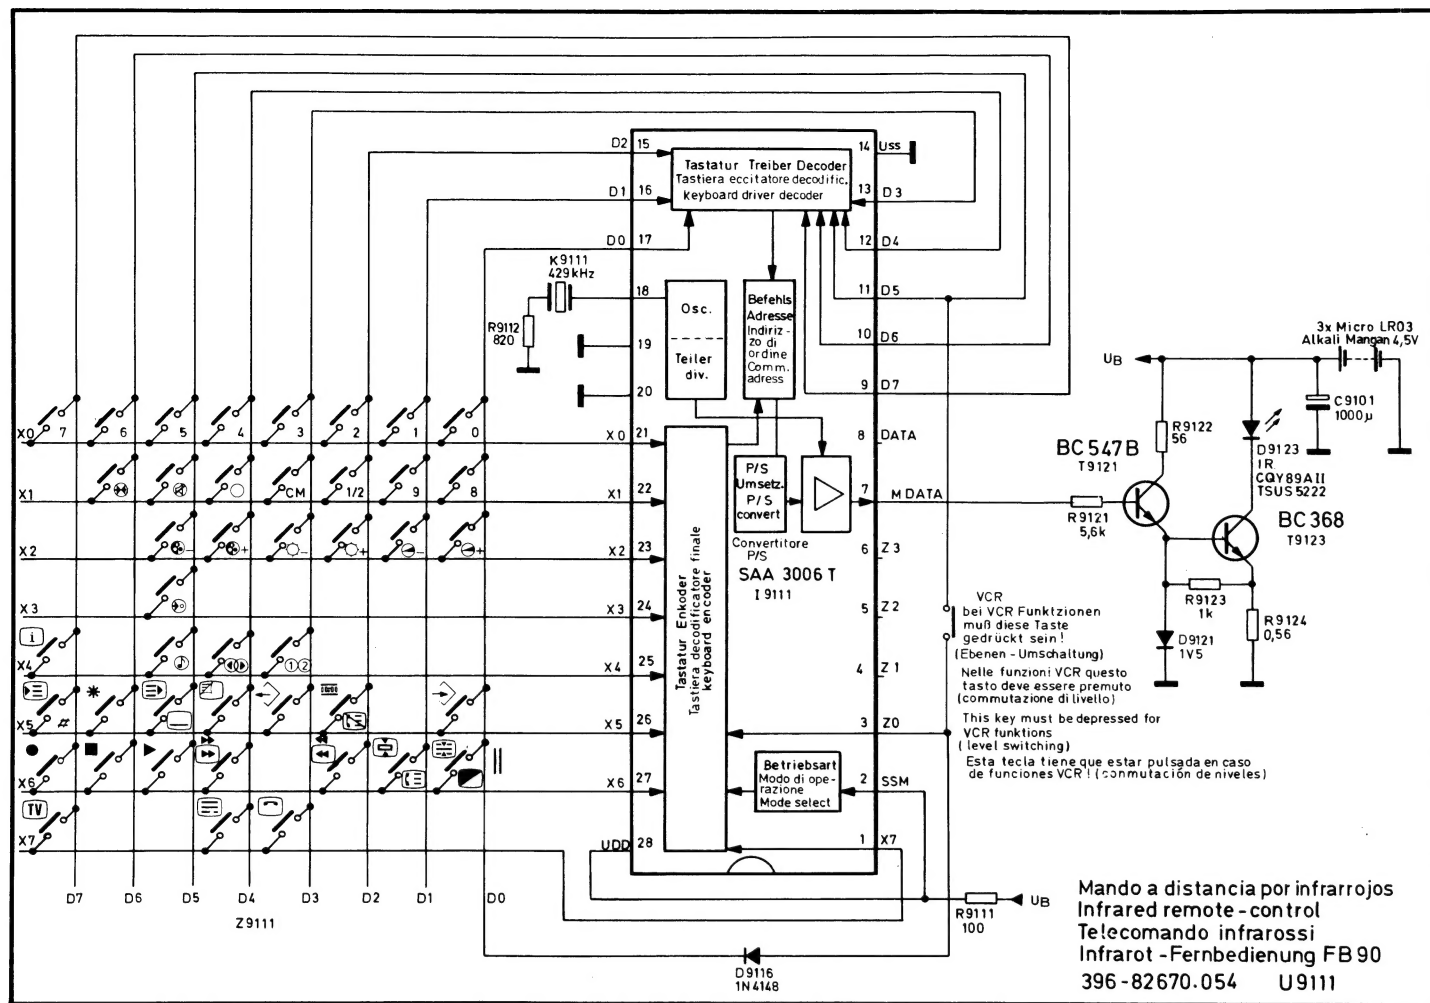 D2 15
14 USS
Tastatur Treiber Decoder
Tastiera eccitatore decodific.
Keyboard driver decoder
D1 16
13 D3
D0 17
12 D4
K9111
429kHz
18
11 D5
Osc.
Teiler
div.
Befehls
Adresse
Indiriz-
zo di
ordine
Comm.
adress
R9112
820
19
10 D6
20
9 D7
3x Micro LR03
Alkali Mangan 4,5V
UB
C9101
1000µ
X0 7 6 5 4 3 2 1 0
X0 21
8 DATA
R9122
56
BC547B
T9121
D9123
IR
CQY89AII
TSUS5222
X1 CM 1/2 9 8
X1 22
P/S
Umsetz.
P/S
convert
7 M DATA
R9121
5,6k
BC368
T9123
X2 - + - + - +
X2 23
Convertitore
P/S
6 Z3
SAA 3006 T
I 9111
X3
X3 24
5 Z2
Tastatur Enkoder
Tastiera decodificatore finale
keyboard encoder
R9123
1k
R9124
0,56
D9121
1V5
VCR
bei VCR Funktzionen
muß diese Taste
gedrückt sein!
(Ebenen - Umschaltung)
Nelle funzioni VCR questo
tasto deve essere premuto
(commutazione di livello)
This key must be depressed for
VCR funktions
(level switching)
Esta tecla tiene que estar pulsada en caso
de funciones VCR! (conmutación de niveles)
i
X4 1 2
X4 25
4 Z1
X5
X5 26
3 Z0
X6
X6 27
Betriebsart
Modo di ope-
razione
Mode select
2 SSM
TV
X7
UDD 28
1 X7
D7 D6 D5 D4 D3 D2 D1 D0
Z9111
R9111
100
UB
D9116
1N4148
Mando a distancia por infrarrojos
Infrared remote-control
Telecomando infrarossi
Infrarot-Fernbedienung FB90
396-82670.054 U9111